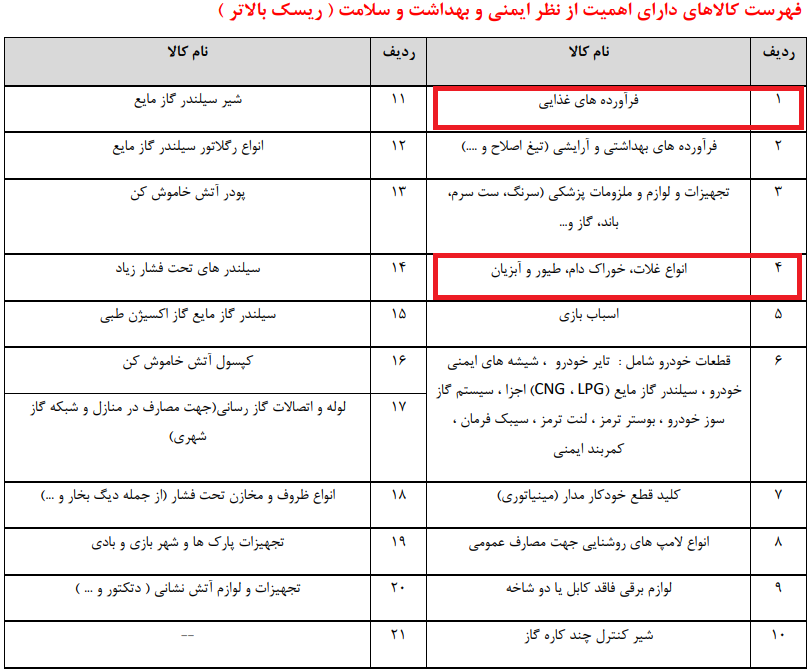 فهرست کالاهای دارای اهمیت از نظر ایمنی و بهداشت و سلامت ( ریسک بالاتر )
ردیف نام کالا ردیف نام کالا
۱ فرآورده های غذایی ۱۱ شیر سیلندر گاز مایع
۲ فرآورده های بهداشتی و آرایشی (تیغ اصلاح و ....) ۱۲ انواع رگلاتور سیلندر گاز مایع
۳ تجهیزات و لوازم و ملزومات پزشکی (سرنگ، ست سرم، ۱۳ پودر آتش خاموش کن
باند، گاز و...
۴ انواع غلات، خوراک دام، طیور و آبزیان ۱۴ سیلندر های تحت فشار زیاد
۵ اسباب بازی ۱۵ سیلندر گاز مایع گاز اکسیژن طبی
۶ قطعات خودرو شامل : تایر خودرو ، شیشه های ایمنی ۱۶ کپسول آتش خاموش کن
خودرو ، سیلندر گاز مایع (CNG ، LPG) اجزا ، سیستم گاز
سوز خودرو ، بوستر ترمز ، لنت ترمز ، سیبک فرمان ،
کمربند ایمنی
۱۷ لوله و اتصالات گاز رسانی(جهت مصارف در منازل و شبکه گاز
شهری)
۷ کلید قطع خودکار مدار (مینیاتوری) ۱۸ انواع ظروف و مخازن تحت فشار (از جمله دیگ بخار و ...)
۸ انواع لامپ های روشنایی جهت مصارف عمومی ۱۹ تجهیزات پارک ها و شهر بازی و بادی
۹ لوازم برقی فاقد کابل یا دو شاخه ۲۰ تجهیزات و لوازم آتش نشانی ( دتکتور و ... )
۱۰ شیر کنترل چند کاره گاز ۲۱ --